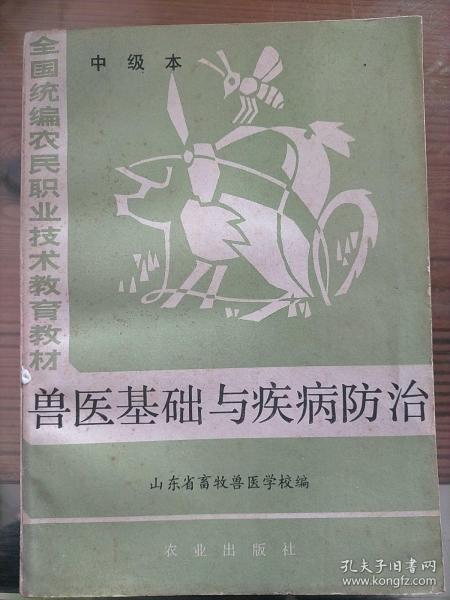 全国统编农民职业技术教育教材
中级本
兽医基础与疾病防治
山东省畜牧兽医学校编
农业出版社
孔夫子旧书网
www.kongfz.com